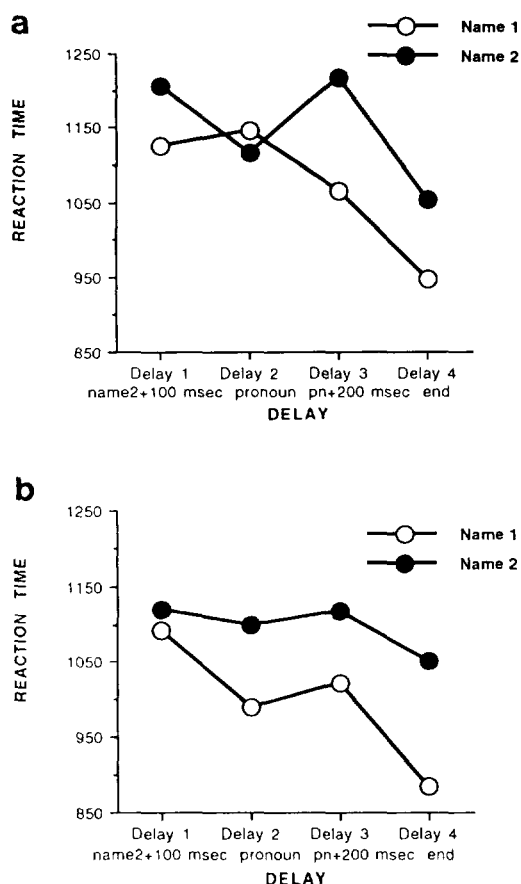 a
Name 1
Name 2
1250
1150
1050
950
850
REACTION TIME
Delay 1 Delay 2 Delay 3 Delay 4
name2+100 msec pronoun pn+200 msec end
DELAY
b
Name 1
Name 2
1250
1150
1050
950
850
REACTION TIME
Delay 1 Delay 2 Delay 3 Delay 4
name2+100 msec pronoun pn+200 msec end
DELAY